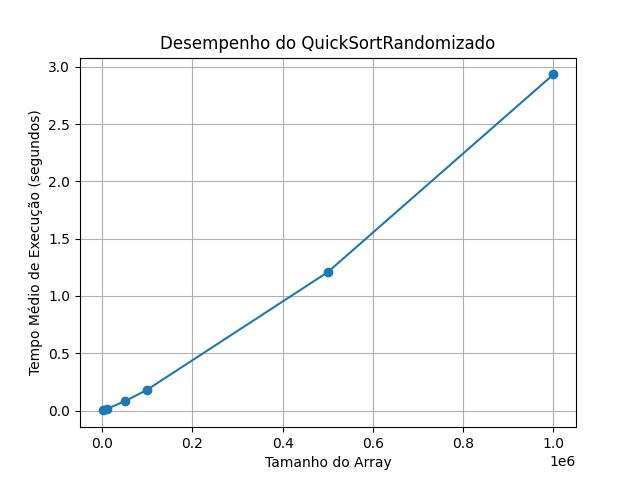 Desempenho do QuickSortRandomizado
Tempo Médio de Execução (segundos)
3.0
2.5
2.0
1.5
1.0
0.5
0.0
0.0 0.2 0.4 0.6 0.8 1.0
1e6
Tamanho do Array